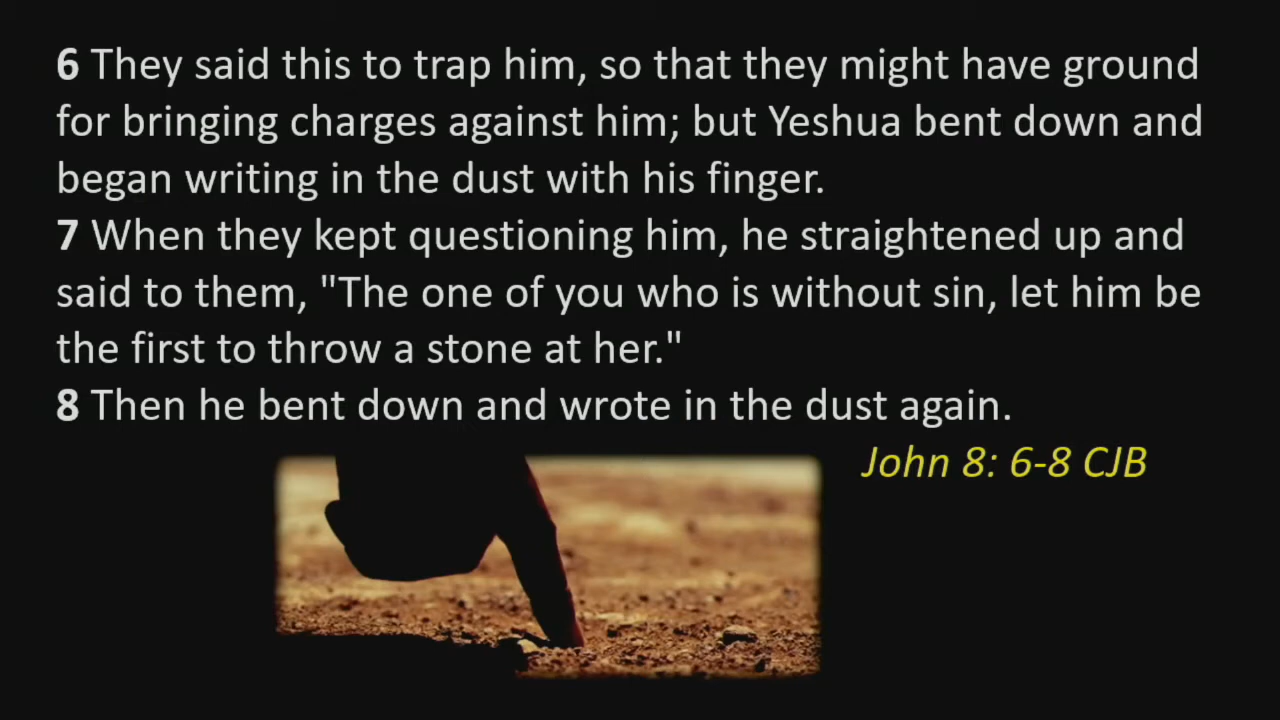 6 They said this to trap him, so that they might have ground
for bringing charges against him; but Yeshua bent down and
began writing in the dust with his finger.
7 When they kept questioning him, he straightened up and
said to them, "The one of you who is without sin, let him be
the first to throw a stone at her."
8 Then he bent down and wrote in the dust again.
John 8: 6-8 CJB